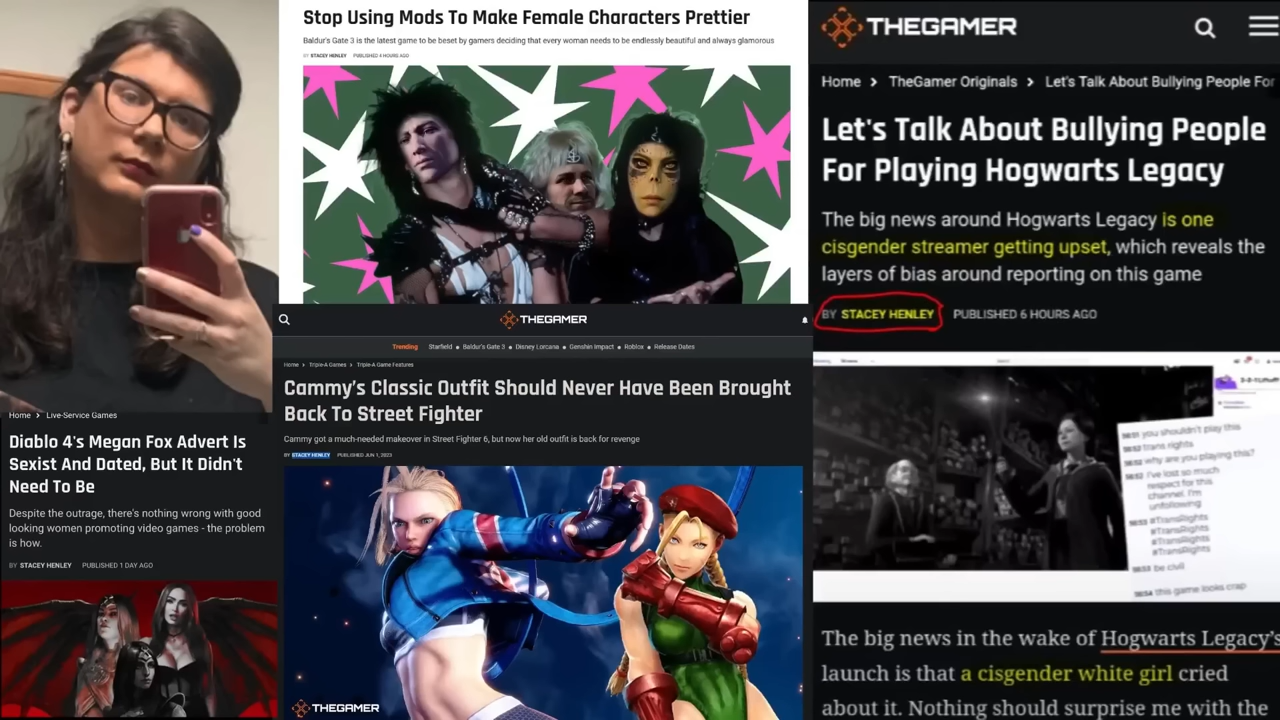 Stop Using Mods To Make Female Characters Prettier
Baldur's Gate 3 is the latest game to be beset by gamers deciding that every woman needs to be endlessly beautiful and always glamorous
BY STACEY HENLEY PUBLISHED 4 HOURS AGO
THEGAMER
Trending Starfield Baldur's Gate 3 Disney Lorcana Genshin Impact Roblox Release Dates
Home > Triple-A Games > Triple-A Game Features
Cammy's Classic Outfit Should Never Have Been Brought
Back To Street Fighter
Cammy got a much-needed makeover in Street Fighter 6, but now her old outfit is back for revenge
BY STACEY HENLEY PUBLISHED JUN 1, 2023
THEGAMER
Home > Live-Service Games
Diablo 4's Megan Fox Advert Is
Sexist And Dated, But It Didn't
Need To Be
Despite the outrage, there's nothing wrong with good
looking women promoting video games - the problem
is how.
BY STACEY HENLEY PUBLISHED 1 DAY AGO
THEGAMER
Home > TheGamer Originals > Let's Talk About Bullying People For
Let's Talk About Bullying People
For Playing Hogwarts Legacy
The big news around Hogwarts Legacy is one
cisgender streamer getting upset, which reveals the
layers of bias around reporting on this game
BY STACEY HENLEY PUBLISHED 6 HOURS AGO
you shouldn't play this
trans rights
why are you playing this?
I've lost so much
respect for this
channel. I'm
unfollowing
#TransRights
#TransRights
#TransRights
#TransRights
be civil
this game looks crap
The big news in the wake of Hogwarts Legacy's
launch is that a cisgender white girl cried
about it. Nothing should surprise me with the